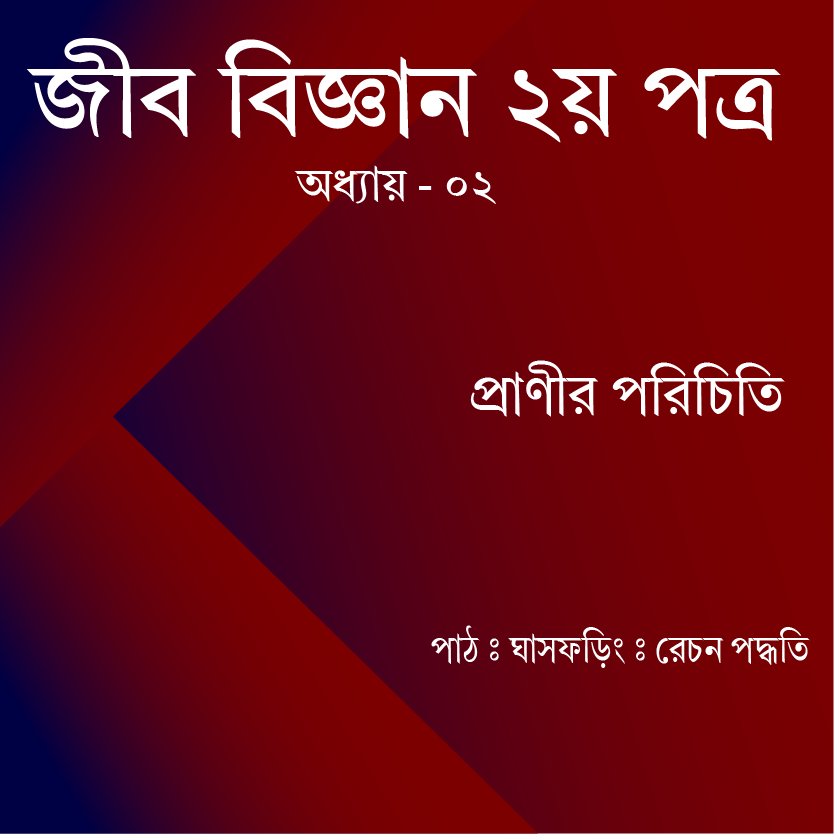 জীব বিজ্ঞান ২য় পত্র
অধ্যায় - ০২
প্রাণীর পরিচিতি
পাঠ ঃ ঘাসফড়িং ঃ রেচন পদ্ধতি